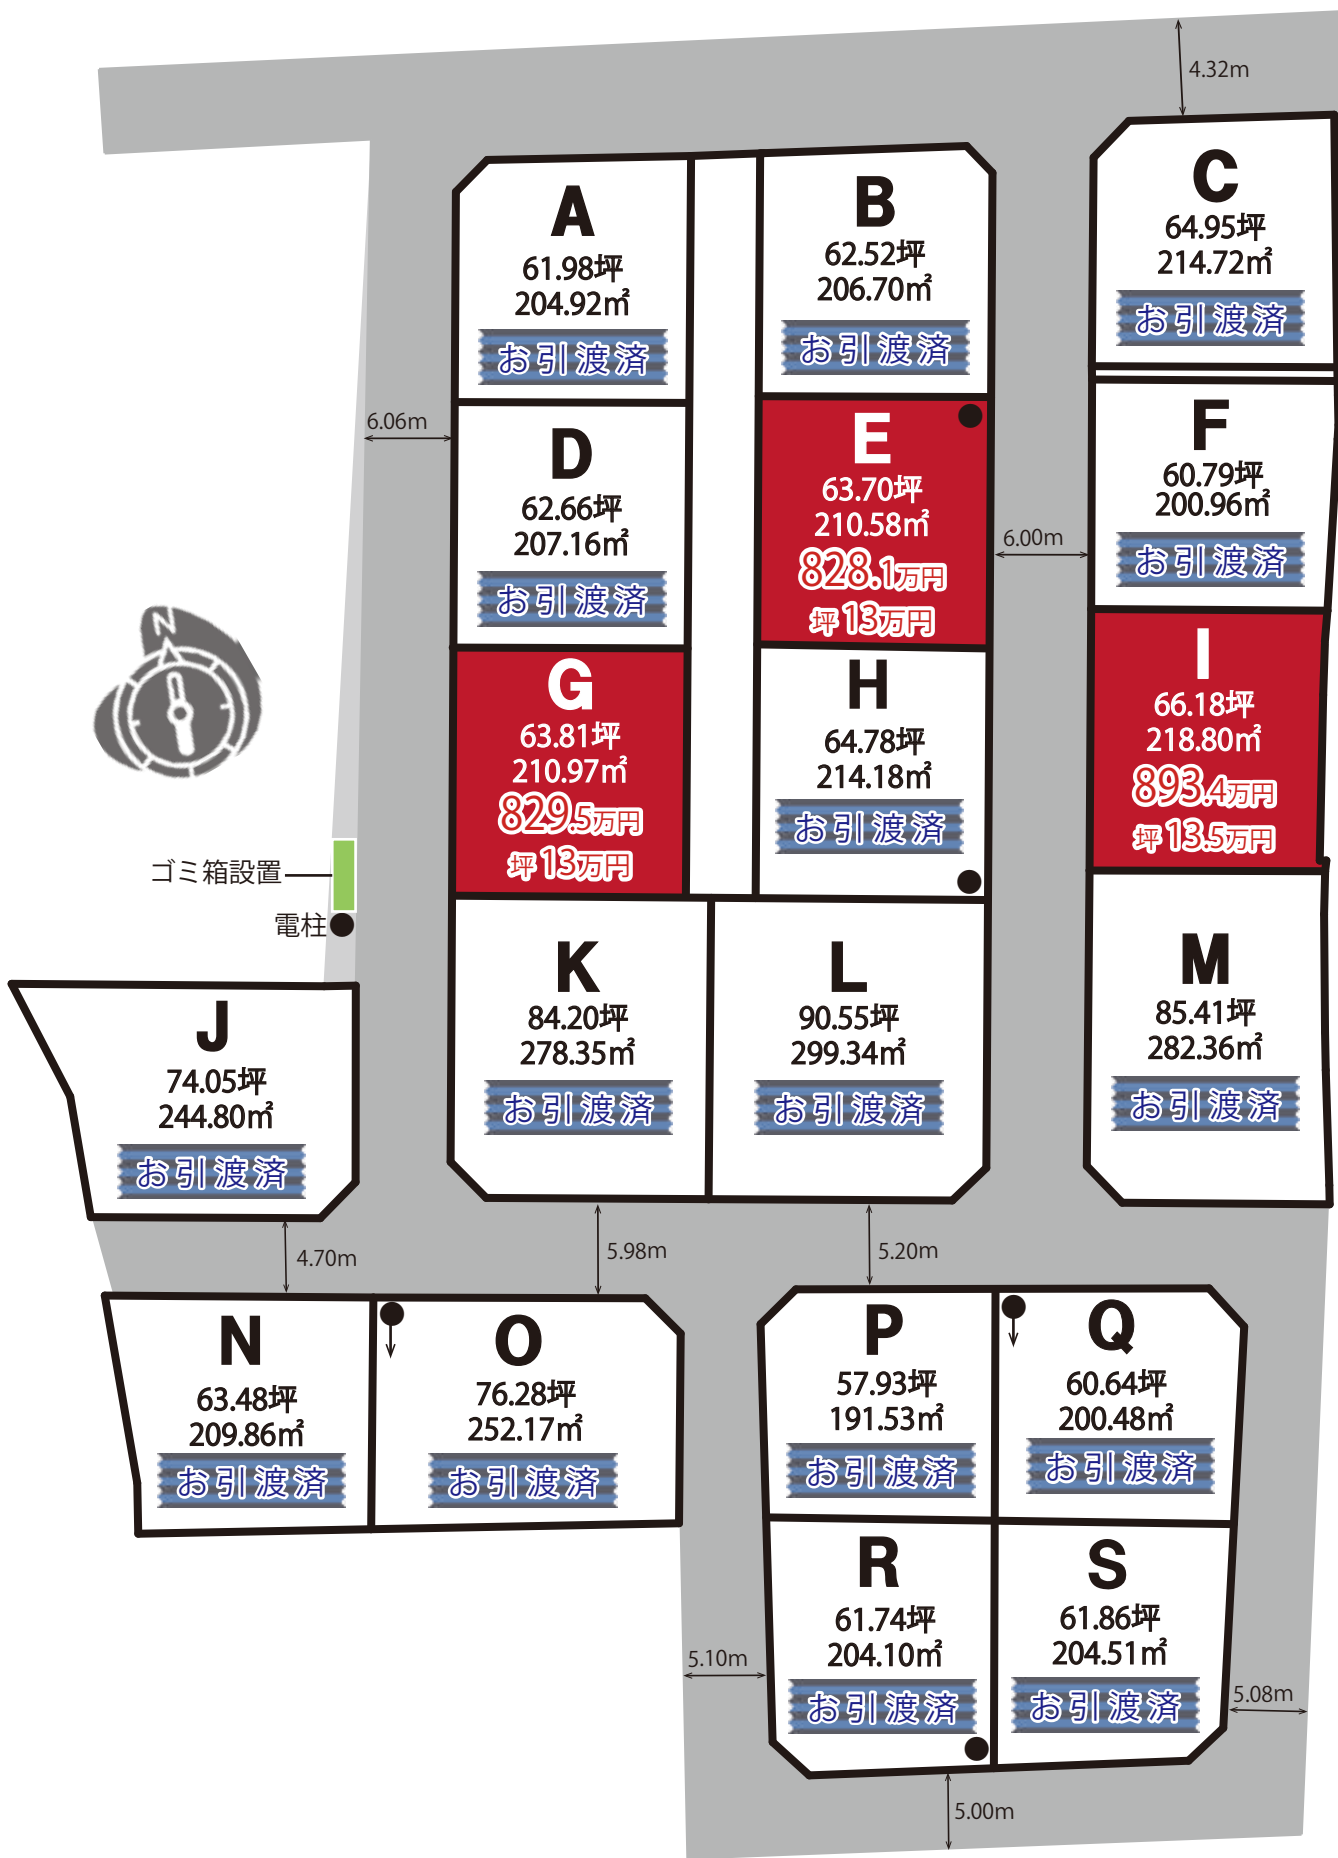 4.32m
A
61.98坪
204.92㎡
お引渡済
B
62.52坪
206.70㎡
お引渡済
C
64.95坪
214.72㎡
お引渡済
6.06m
D
62.66坪
207.16㎡
お引渡済
E
63.70坪
210.58㎡
828.1万円
坪13万円
6.00m
F
60.79坪
200.96㎡
お引渡済
N
G
63.81坪
210.97㎡
829.5万円
坪13万円
H
64.78坪
214.18㎡
お引渡済
I
66.18坪
218.80㎡
893.4万円
坪13.5万円
ゴミ箱設置
電柱
J
74.05坪
244.80㎡
お引渡済
K
84.20坪
278.35㎡
お引渡済
L
90.55坪
299.34㎡
お引渡済
M
85.41坪
282.36㎡
お引渡済
4.70m
5.98m
5.20m
N
63.48坪
209.86㎡
お引渡済
O
76.28坪
252.17㎡
お引渡済
P
57.93坪
191.53㎡
お引渡済
Q
60.64坪
200.48㎡
お引渡済
R
61.74坪
204.10㎡
お引渡済
S
61.86坪
204.51㎡
お引渡済
5.10m
5.08m
5.00m